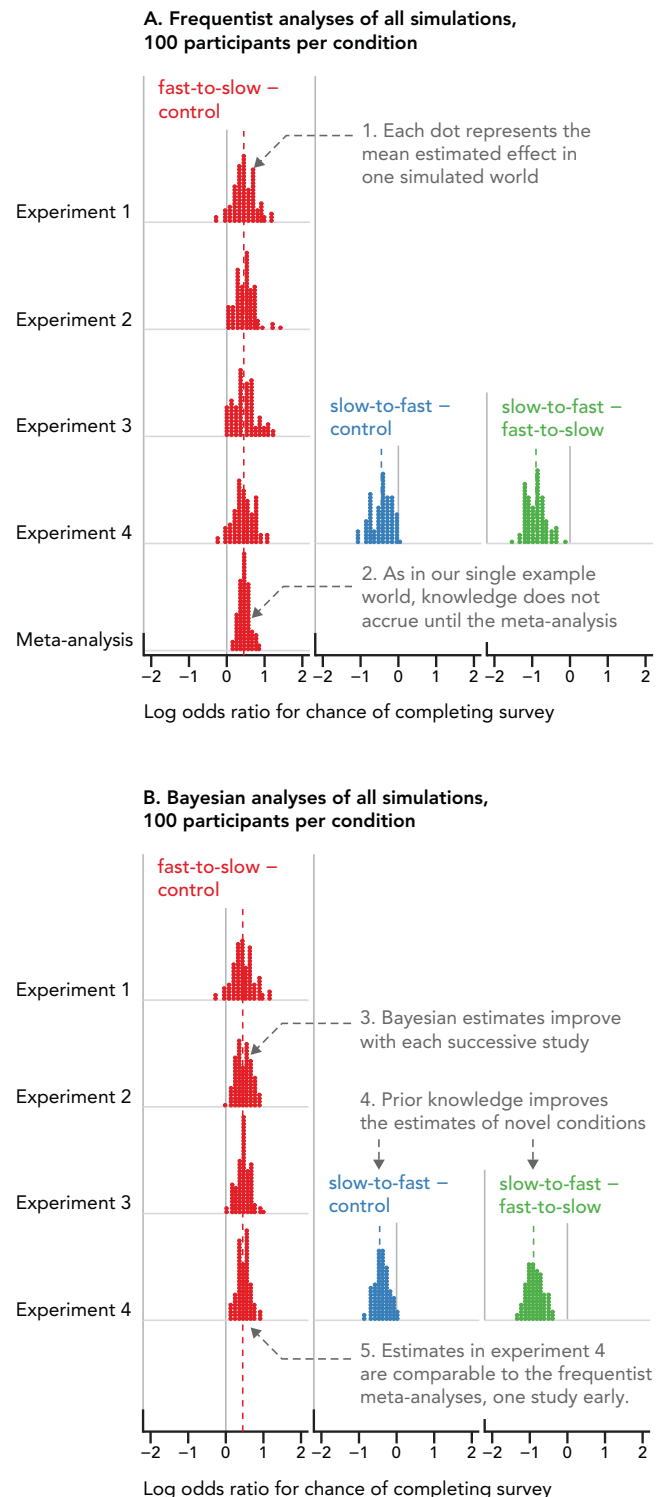 A. Frequentist analyses of all simulations,
100 participants per condition
fast-to-slow –
control
1. Each dot represents the
mean estimated effect in
one simulated world
Experiment 1
Experiment 2
Experiment 3
slow-to-fast –
control
slow-to-fast –
fast-to-slow
Experiment 4
2. As in our single example
world, knowledge does not
accrue until the meta-analysis
Meta-analysis
–2 –1 0 1 2 –2 –1 0 1 2 –2 –1 0 1 2
Log odds ratio for chance of completing survey
B. Bayesian analyses of all simulations,
100 participants per condition
fast-to-slow –
control
Experiment 1
3. Bayesian estimates improve
with each successive study
Experiment 2
4. Prior knowledge improves
the estimates of novel conditions
Experiment 3
slow-to-fast –
control
slow-to-fast –
fast-to-slow
Experiment 4
5. Estimates in experiment 4
are comparable to the frequentist
meta-analyses, one study early.
–2 –1 0 1 2 –2 –1 0 1 2 –2 –1 0 1 2
Log odds ratio for chance of completing survey